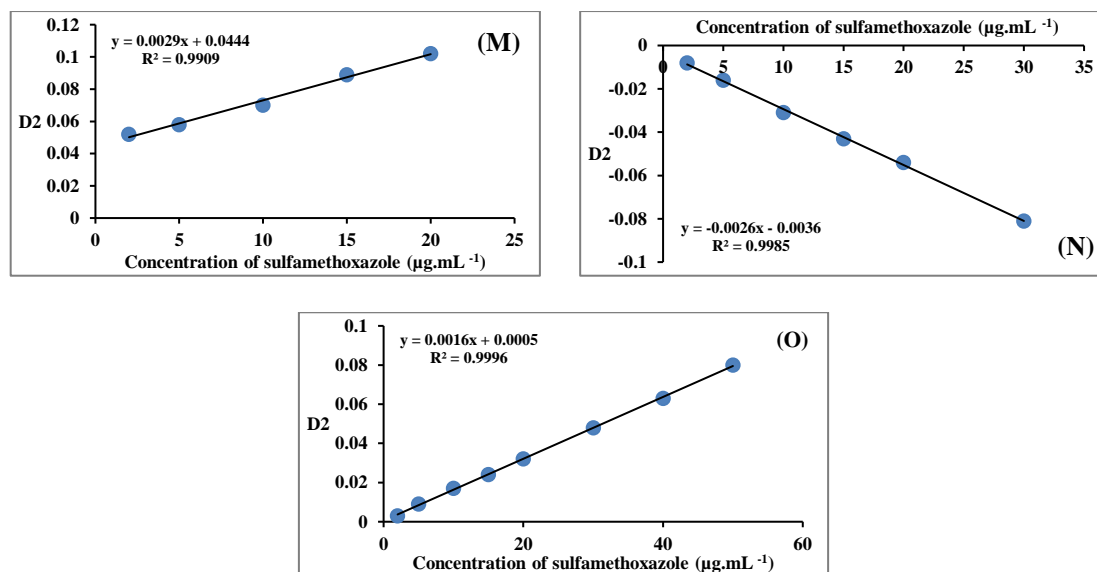 (M)
y = 0.0029x + 0.0444
R² = 0.9909
0.12
0.1
0.08
0.06
0.04
0.02
0
D2
0 5 10 15 20 25
Concentration of sulfamethoxazole (µg.mL ⁻¹)
Concentration of sulfamethoxazole (µg.mL ⁻¹)
0 5 10 15 20 25 30 35
0
-0.02
-0.04
-0.06
-0.08
-0.1
D2
y = -0.0026x - 0.0036
R² = 0.9985
(N)
(O)
y = 0.0016x + 0.0005
R² = 0.9996
0.1
0.08
0.06
0.04
0.02
0
D2
0 20 40 60
Concentration of sulfamethoxazole (µg.mL ⁻¹)